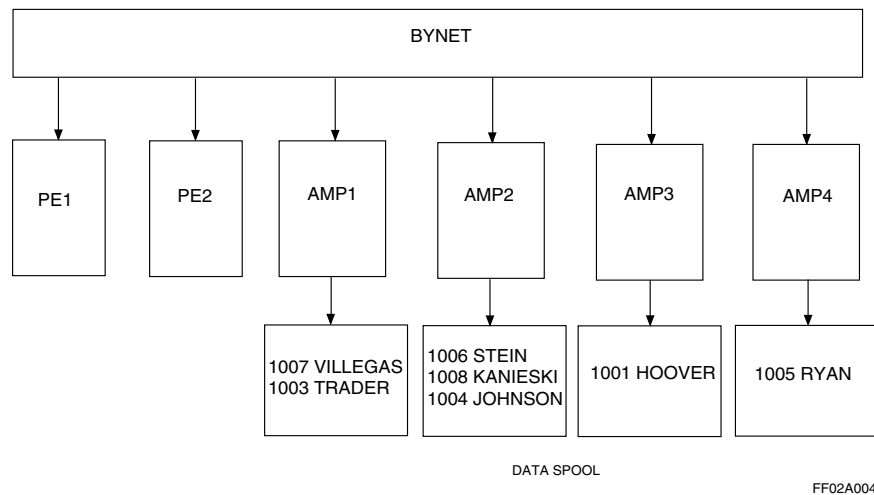 BYNET
PE1
PE2
AMP1
AMP2
AMP3
AMP4
1007 VILLEGAS
1003 TRADER
1006 STEIN
1008 KANIESKI
1004 JOHNSON
1001 HOOVER
1005 RYAN
DATA SPOOL
FF02A004